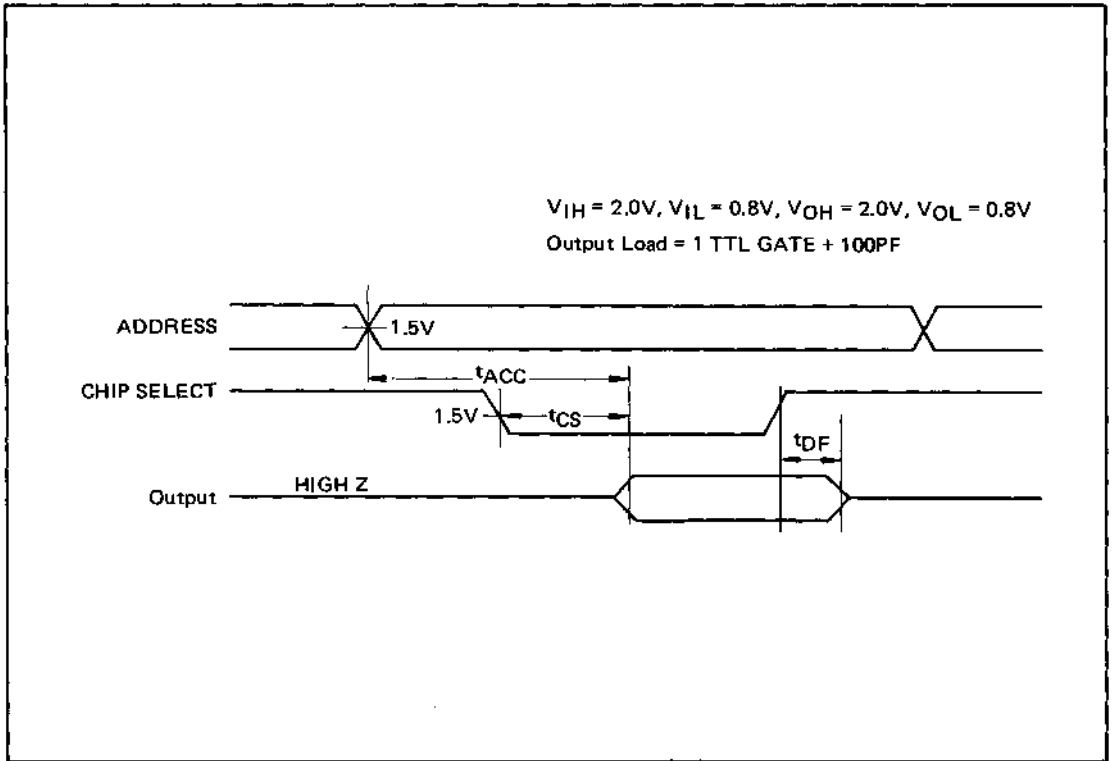 VIH = 2.0V, VIL = 0.8V, VOH = 2.0V, VOL = 0.8V
Output Load = 1 TTL GATE + 100PF
ADDRESS
1.5V
tACC
CHIP SELECT
1.5V
tCS
tDF
Output
HIGH Z